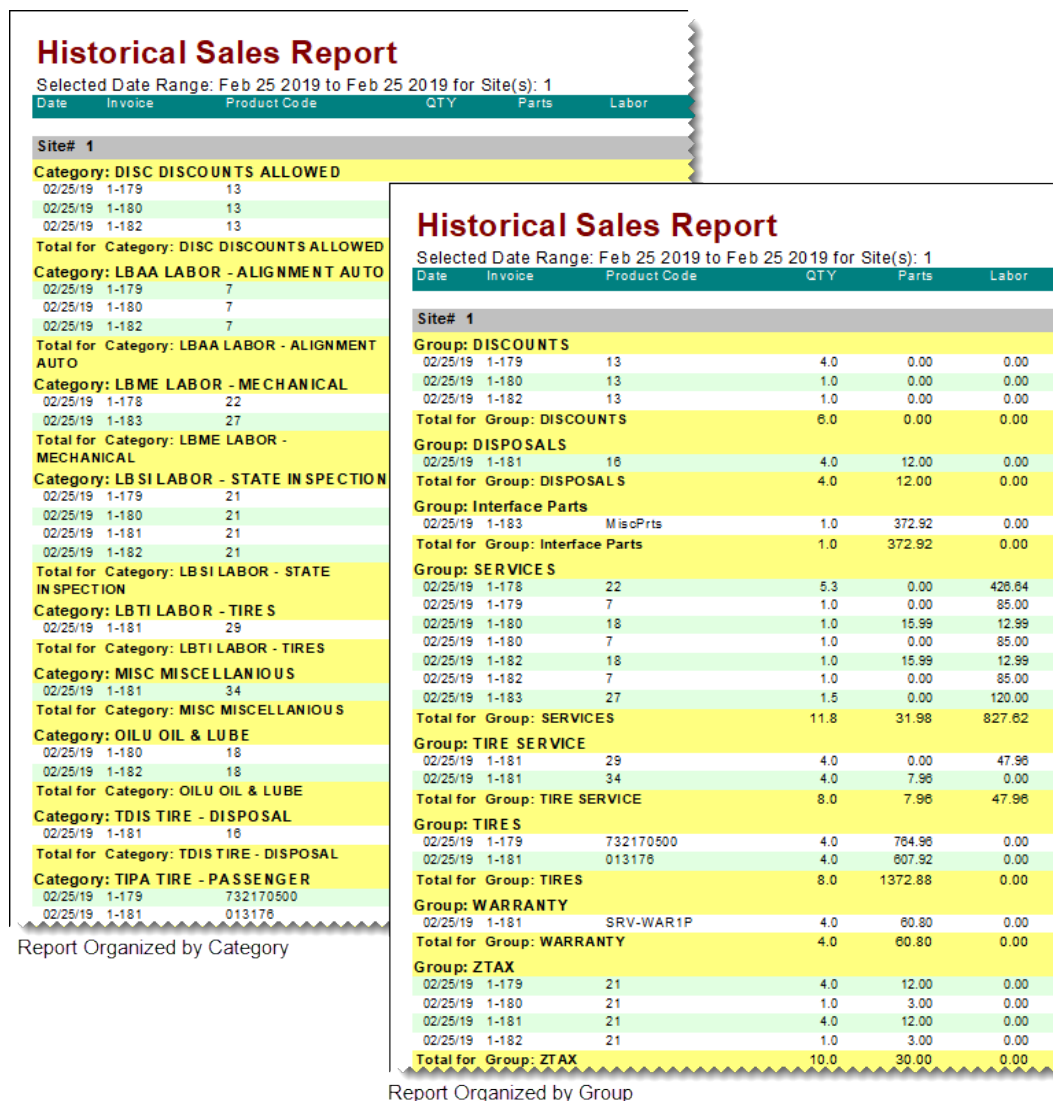 Historical Sales Report
Selected Date Range: Feb 25 2019 to Feb 25 2019 for Site(s): 1
Date Invoice Product Code QTY Parts Labor
Site# 1
Category: DISC DISCOUNTS ALLOWED
02/25/19 1-179 13
02/25/19 1-180 13
02/25/19 1-182 13
Total for Category: DISC DISCOUNTS ALLOWED
Category: LBAA LABOR - ALIGNMENT AUTO
02/25/19 1-179 7
02/25/19 1-180 7
02/25/19 1-182 7
Total for Category: LBAA LABOR - ALIGNMENT
AUTO
Category: LBME LABOR - MECHANICAL
02/25/19 1-178 22
02/25/19 1-183 27
Total for Category: LBME LABOR -
MECHANICAL
Category: LBSI LABOR - STATE INSPECTION
02/25/19 1-179 21
02/25/19 1-180 21
02/25/19 1-181 21
02/25/19 1-182 21
Total for Category: LBSI LABOR - STATE
INSPECTION
Category: LBTI LABOR - TIRES
02/25/19 1-181 29
Total for Category: LBTI LABOR - TIRES
Category: MISC MISCELLANIOUS
02/25/19 1-181 34
Total for Category: MISC MISCELLANIOUS
Category: OILU OIL & LUBE
02/25/19 1-180 18
02/25/19 1-182 18
Total for Category: OILU OIL & LUBE
Category: TDIS TIRE - DISPOSAL
02/25/19 1-181 16
Total for Category: TDIS TIRE - DISPOSAL
Category: TIPA TIRE - PASSENGER
02/25/19 1-179 732170500
02/25/19 1-181 013176
Report Organized by Category
Historical Sales Report
Selected Date Range: Feb 25 2019 to Feb 25 2019 for Site(s): 1
Date Invoice Product Code QTY Parts Labor
Site# 1
Group: DISCOUNTS
02/25/19 1-179 13 4.0 0.00 0.00
02/25/19 1-180 13 1.0 0.00 0.00
02/25/19 1-182 13 1.0 0.00 0.00
Total for Group: DISCOUNTS 6.0 0.00 0.00
Group: DISPOSALS
02/25/19 1-181 16 4.0 12.00 0.00
Total for Group: DISPOSALS 4.0 12.00 0.00
Group: Interface Parts
02/25/19 1-183 MiscPrts 1.0 372.92 0.00
Total for Group: Interface Parts 1.0 372.92 0.00
Group: SERVICES
02/25/19 1-178 22 5.3 0.00 426.64
02/25/19 1-179 7 1.0 0.00 85.00
02/25/19 1-180 18 1.0 15.99 12.99
02/25/19 1-180 7 1.0 0.00 85.00
02/25/19 1-182 18 1.0 15.99 12.99
02/25/19 1-182 7 1.0 0.00 85.00
02/25/19 1-183 27 1.5 0.00 120.00
Total for Group: SERVICES 11.8 31.98 827.62
Group: TIRE SERVICE
02/25/19 1-181 29 4.0 0.00 47.96
02/25/19 1-181 34 4.0 7.96 0.00
Total for Group: TIRE SERVICE 8.0 7.96 47.96
Group: TIRES
02/25/19 1-179 732170500 4.0 764.96 0.00
02/25/19 1-181 013176 4.0 607.92 0.00
Total for Group: TIRES 8.0 1372.88 0.00
Group: WARRANTY
02/25/19 1-181 SRV-WAR1P 4.0 60.80 0.00
Total for Group: WARRANTY 4.0 60.80 0.00
Group: ZTAX
02/25/19 1-179 21 4.0 12.00 0.00
02/25/19 1-180 21 1.0 3.00 0.00
02/25/19 1-181 21 4.0 12.00 0.00
02/25/19 1-182 21 1.0 3.00 0.00
Total for Group: ZTAX 10.0 30.00 0.00
Report Organized by Group